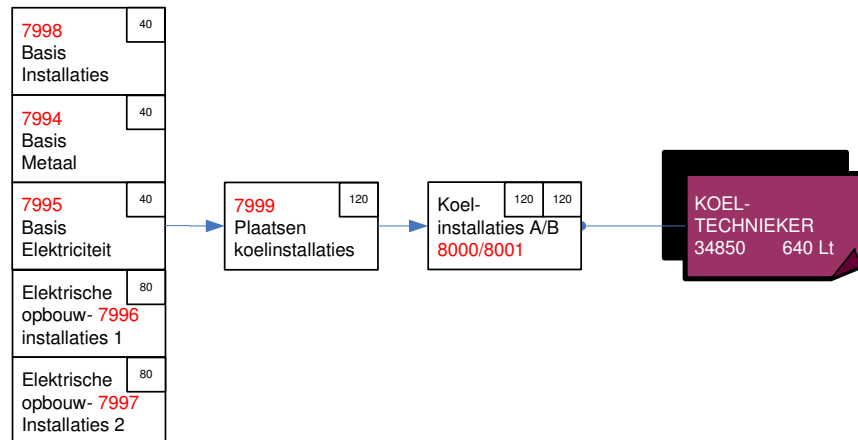 7998 40
Basis
Installaties
7994 40
Basis
Metaal
7995 40
Basis
Elektriciteit
Elektrische 80
opbouw- 7996
installaties 1
Elektrische 80
opbouw- 7997
Installaties 2
7999 120
Plaatsen
koelinstallaties
Koel- 120 120
installaties A/B
8000/8001
KOEL-
TECHNIEKER
34850 640 Lt